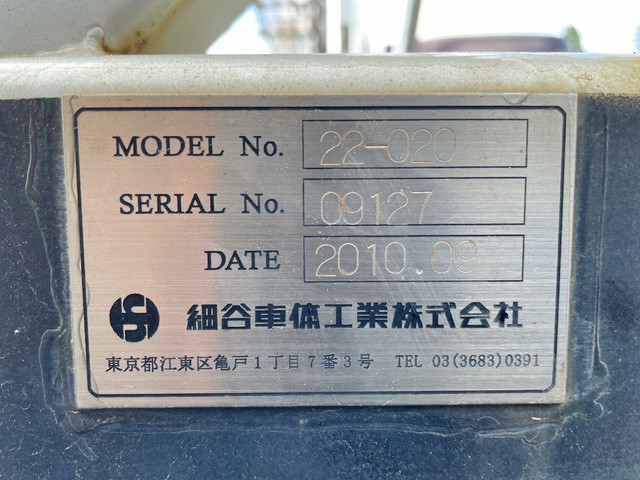 MODEL No. 22-020
SERIAL No. 09127
DATE 2010.09
細谷車体工業株式会社
東京都江東区亀戸1丁目7番3号 TEL 03(3683)0391